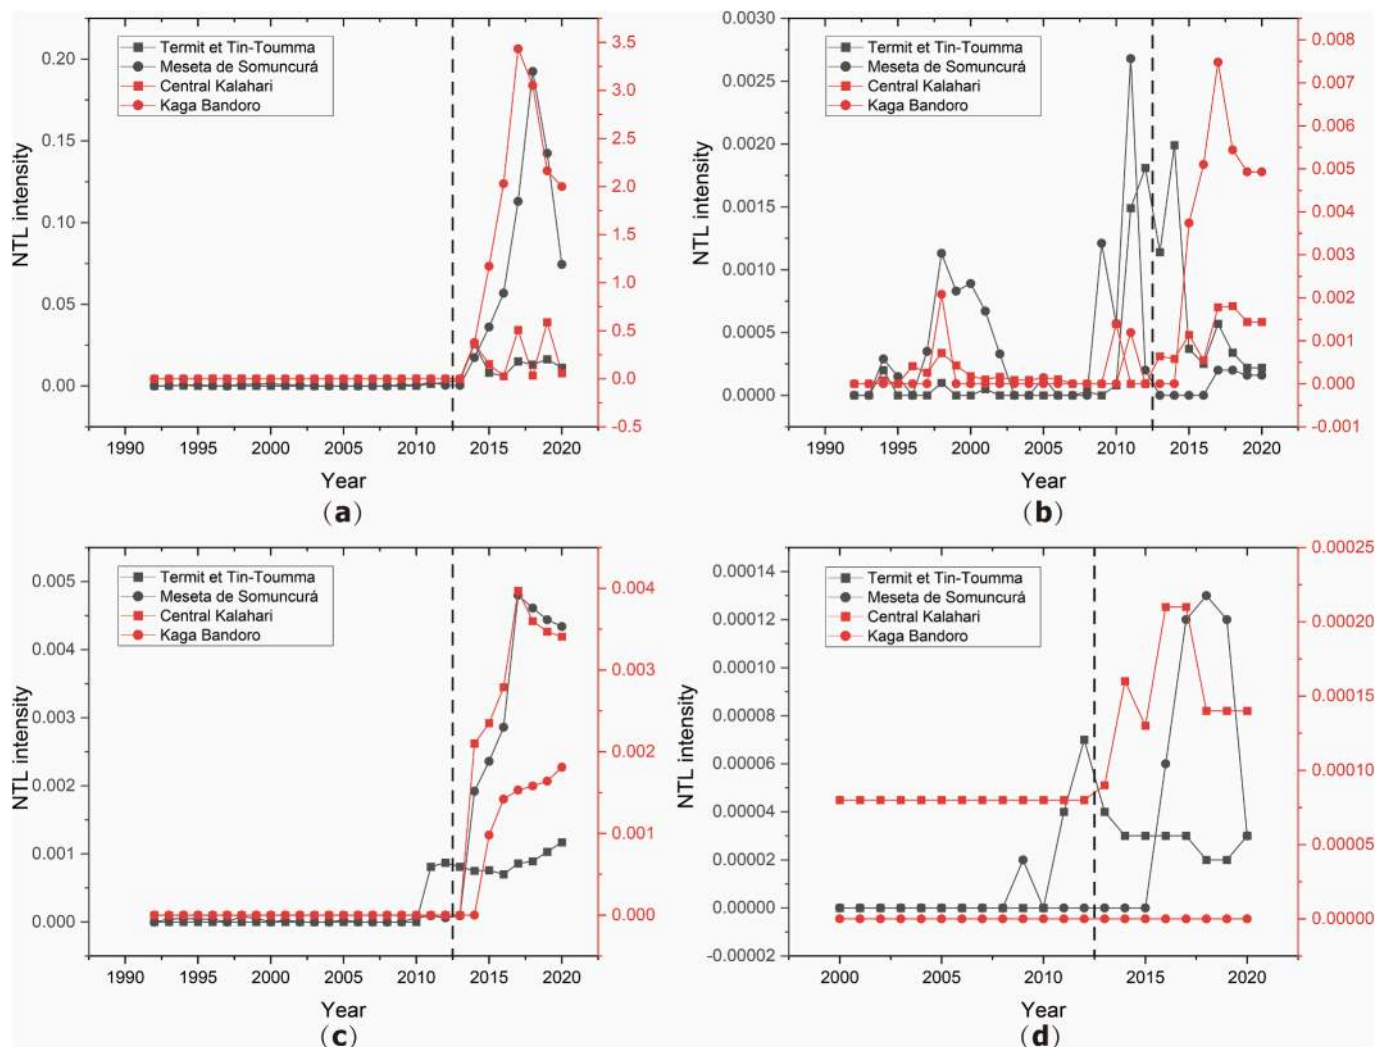 NTL intensity
0.20
0.15
0.10
0.05
0.00
Termit et Tin-Toumma
Meseta de Somuncurá
Central Kalahari
Kaga Bandoro
3.5
3.0
2.5
2.0
1.5
1.0
0.5
0.0
-0.5
1990 1995 2000 2005 2010 2015 2020
Year
(a)
NTL intensity
0.0030
0.0025
0.0020
0.0015
0.0010
0.0005
0.0000
Termit et Tin-Toumma
Meseta de Somuncurá
Central Kalahari
Kaga Bandoro
0.008
0.007
0.006
0.005
0.004
0.003
0.002
0.001
0.000
-0.001
1990 1995 2000 2005 2010 2015 2020
Year
(b)
NTL intensity
0.005
0.004
0.003
0.002
0.001
0.000
Termit et Tin-Toumma
Meseta de Somuncurá
Central Kalahari
Kaga Bandoro
0.004
0.003
0.002
0.001
0.000
1990 1995 2000 2005 2010 2015 2020
Year
(c)
NTL intensity
0.00014
0.00012
0.00010
0.00008
0.00006
0.00004
0.00002
0.00000
-0.00002
Termit et Tin-Toumma
Meseta de Somuncurá
Central Kalahari
Kaga Bandoro
0.00025
0.00020
0.00015
0.00010
0.00005
0.00000
2000 2005 2010 2015 2020
Year
(d)